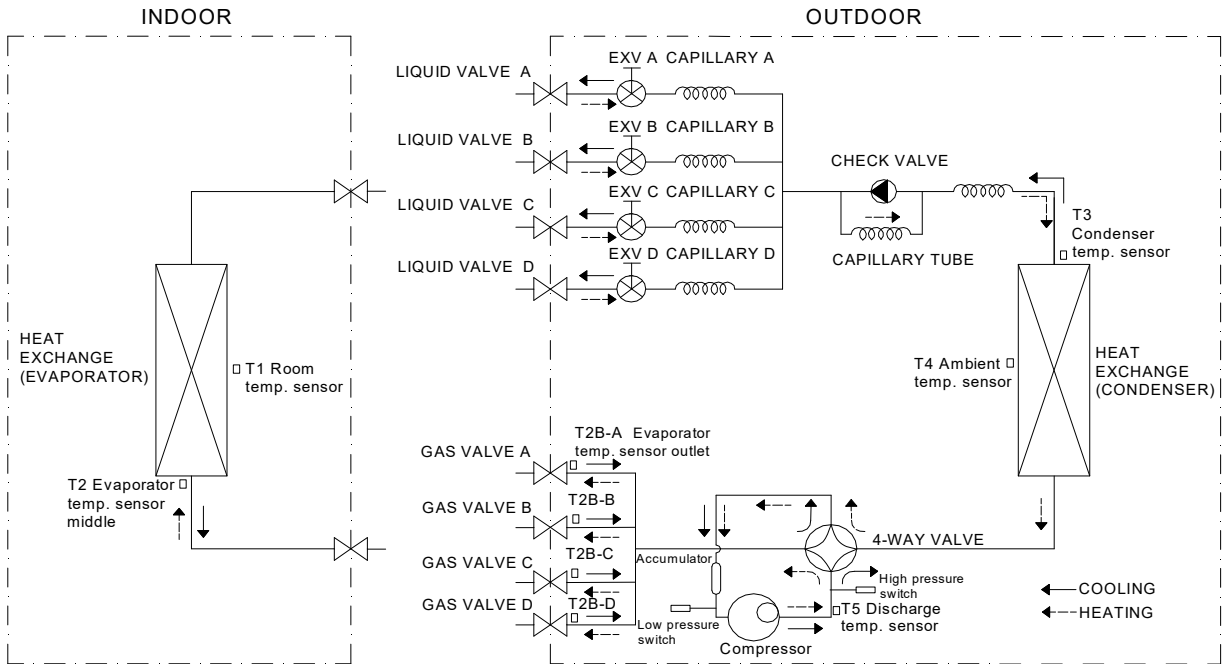 INDOOR
OUTDOOR
LIQUID VALVE A
EXV A CAPILLARY A
LIQUID VALVE B
EXV B CAPILLARY B
LIQUID VALVE C
EXV C CAPILLARY C
LIQUID VALVE D
EXV D CAPILLARY D
CHECK VALVE
CAPILLARY TUBE
T3
Condenser
temp. sensor
HEAT
EXCHANGE
(EVAPORATOR)
T1 Room
temp. sensor
T4 Ambient
temp. sensor
HEAT
EXCHANGE
(CONDENSER)
T2 Evaporator
temp. sensor
middle
GAS VALVE A
T2B-A Evaporator
temp. sensor outlet
GAS VALVE B
T2B-B
GAS VALVE C
T2B-C
GAS VALVE D
T2B-D
Accumulator
4-WAY VALVE
Low pressure
switch
High pressure
switch
T5 Discharge
temp. sensor
Compressor
COOLING
HEATING